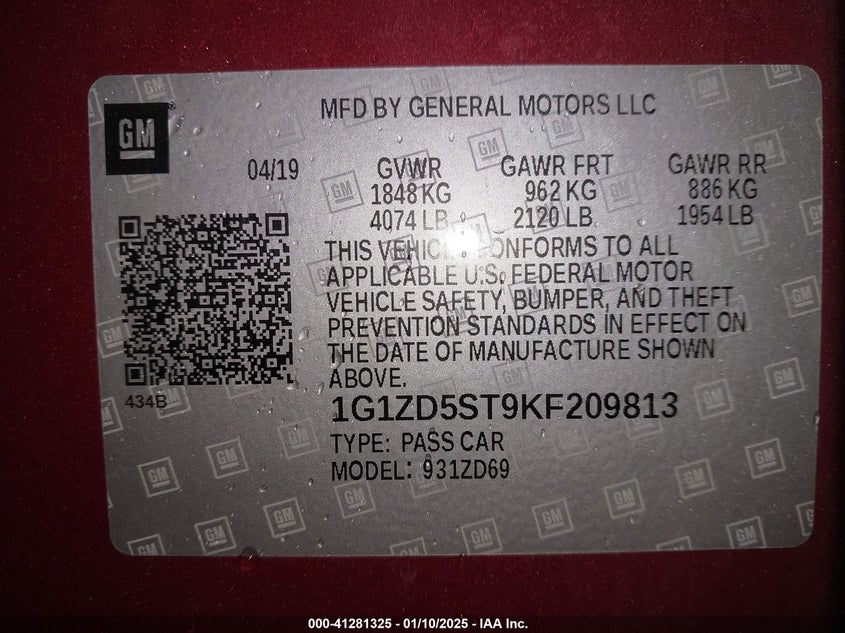 MFD BY GENERAL MOTORS LLC
GM
04/19 GVWR GAWR FRT GAWR RR
1848 KG 962 KG 886 KG
4074 LB 2120 LB 1954 LB
THIS CONFORMS TO ALL
APPLICABLE U.S. FEDERAL MOTOR
VEHICLE SAFETY, BUMPER, AND THEFT
PREVENTION STANDARDS IN EFFECT ON
THE DATE OF MANUFACTURE SHOWN
ABOVE.
434B
1G1ZD5ST9KF209813
TYPE: PASS CAR
MODEL: 931ZD69
000-41281325 - 01/10/2025 - IAA Inc.